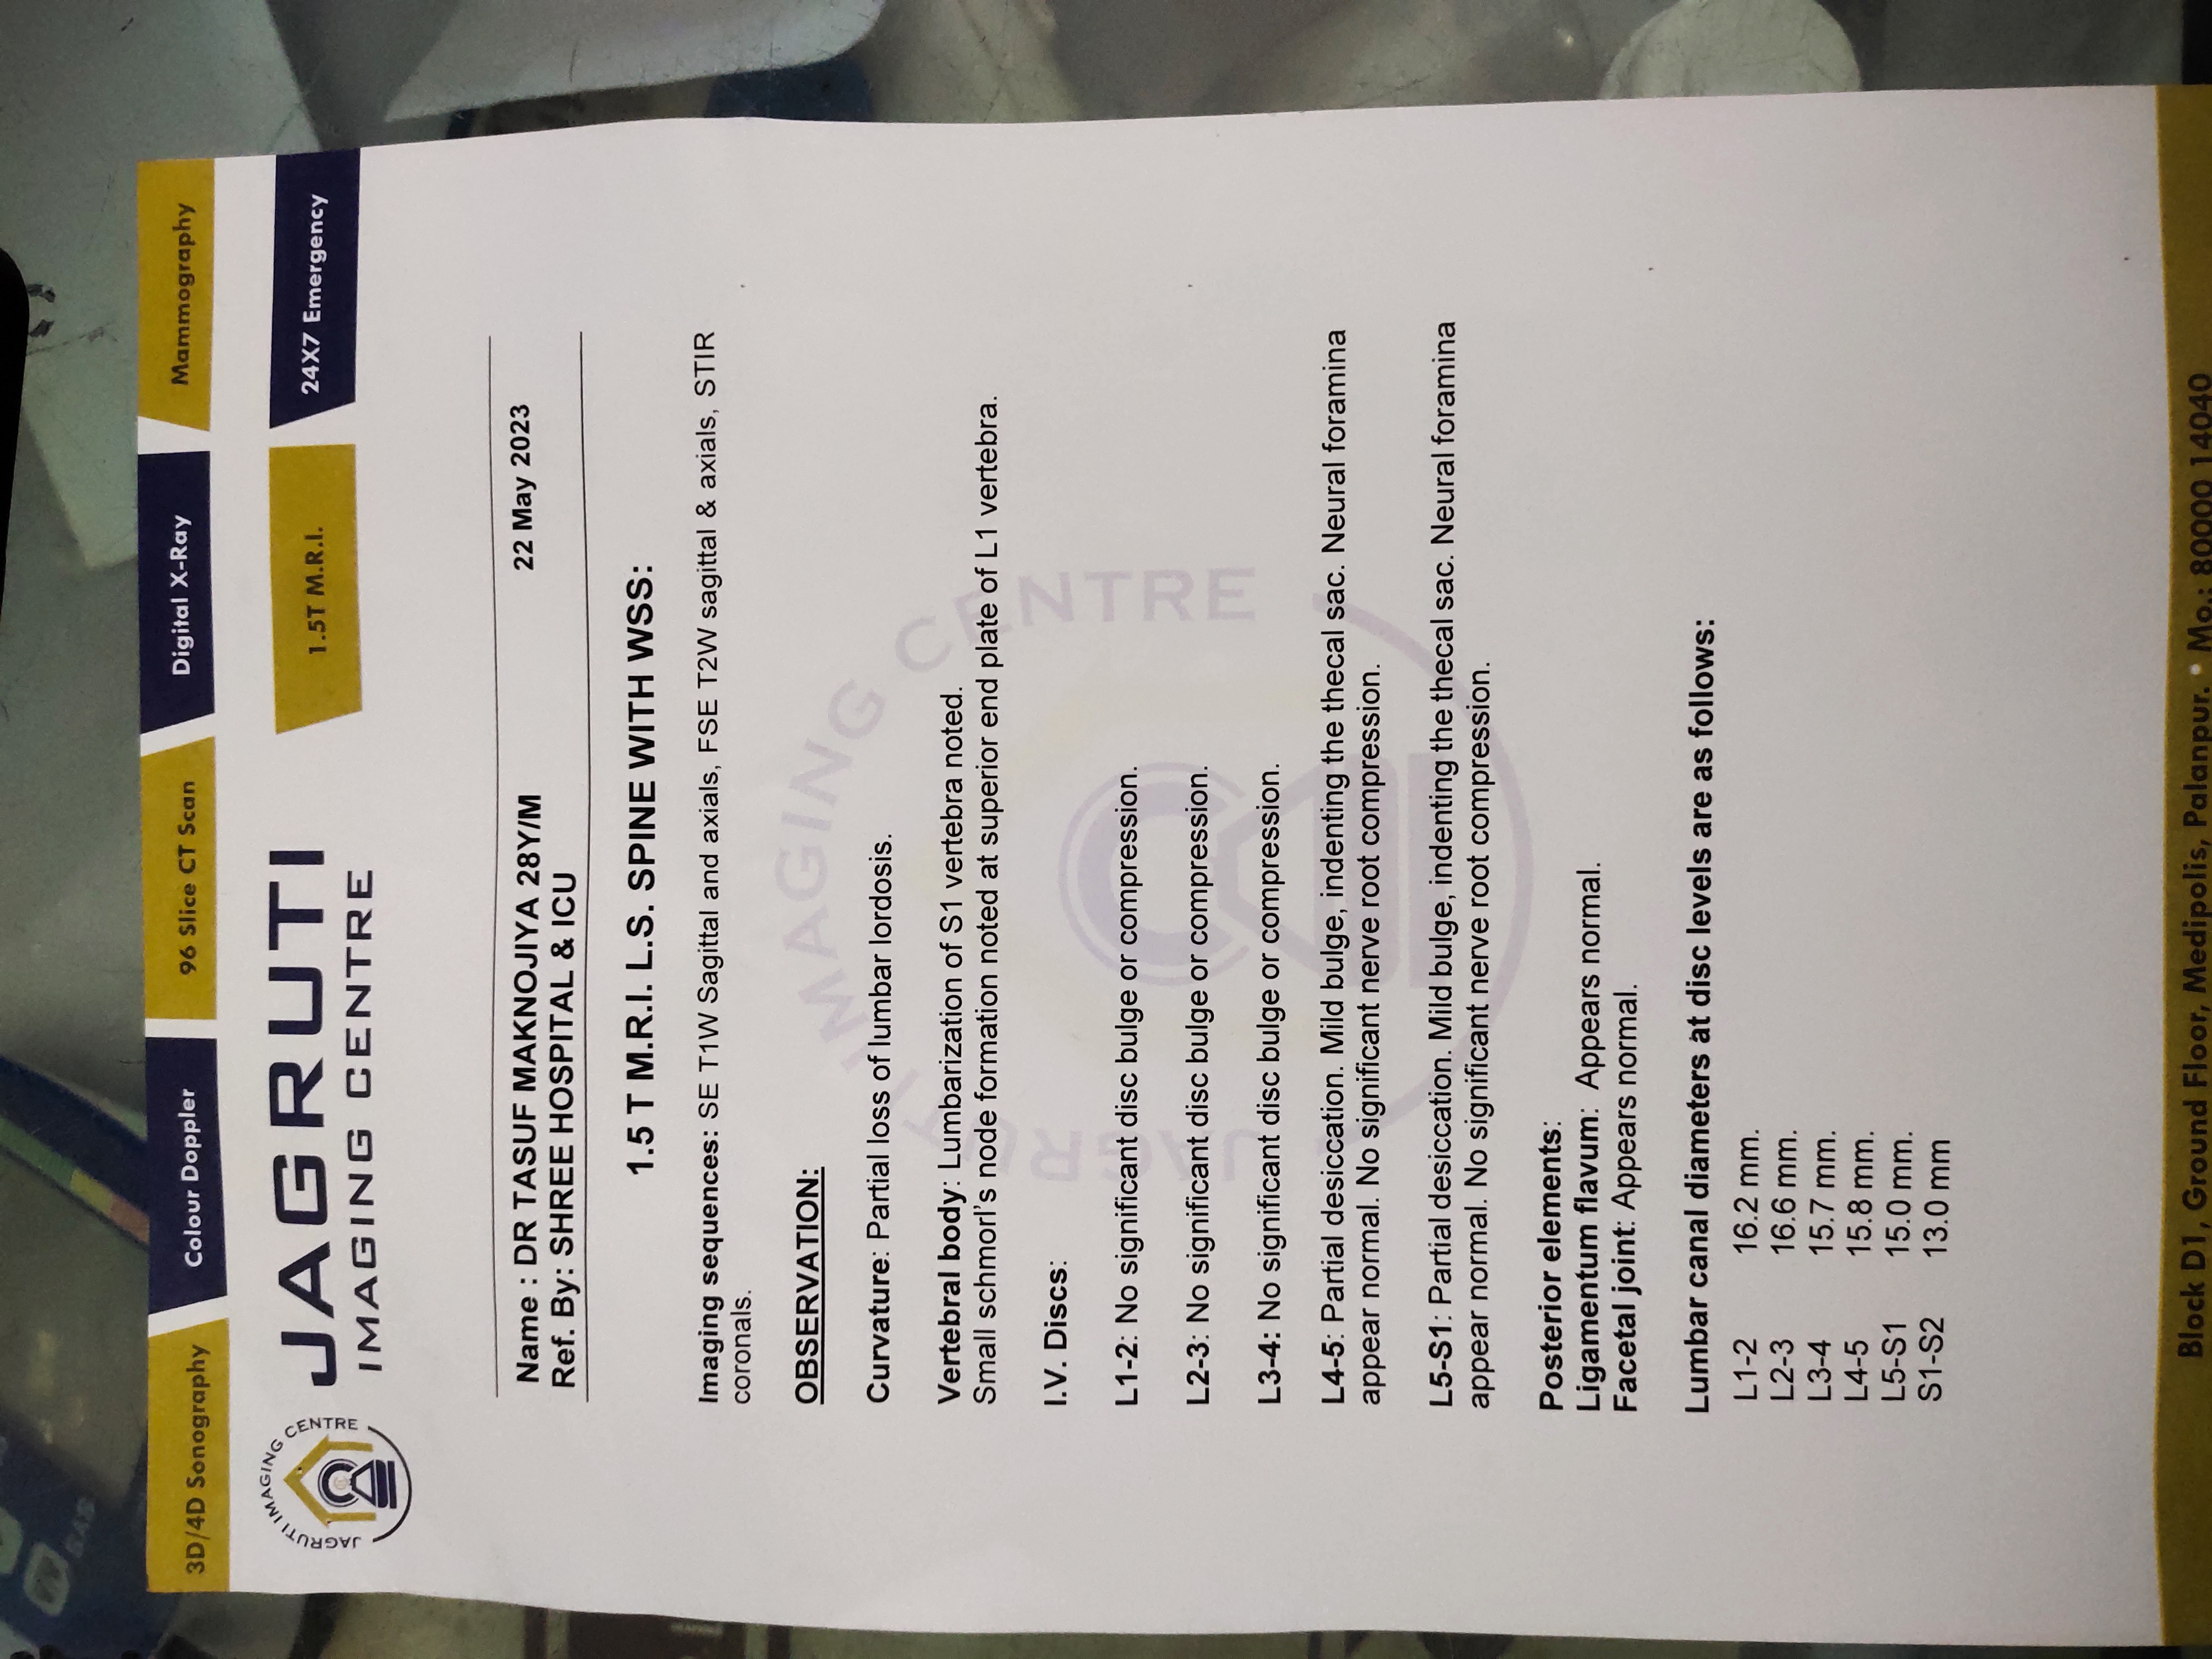 3D/4D Sonography
Colour Doppler
96 Slice CT Scan
Digital X-Ray
Mammography
JAGRUTI IMAGING CENTRE
JAGRUTI
IMAGING CENTRE
1.5T M.R.I.
24X7 Emergency
Name : DR TASUF MAKNOJIYA 28Y/M
22 May 2023
Ref. By: SHREE HOSPITAL & ICU
1.5 T M.R.I. L.S. SPINE WITH WSS:
Imaging sequences: SE T1W Sagittal and axials, FSE T2W sagittal & axials, STIR
coronals.
OBSERVATION:
Curvature: Partial loss of lumbar lordosis.
Vertebral body: Lumbarization of S1 vertebra noted.
Small schmorl's node formation noted at superior end plate of L1 vertebra.
I.V. Discs:
L1-2: No significant disc bulge or compression.
L2-3: No significant disc bulge or compression.
L3-4: No significant disc bulge or compression.
L4-5: Partial desiccation. Mild bulge, indenting the thecal sac. Neural foramina
appear normal. No significant nerve root compression.
L5-S1: Partial desiccation. Mild bulge, indenting the thecal sac. Neural foramina
appear normal. No significant nerve root compression.
Posterior elements:
Ligamentum flavum: Appears normal.
Facetal joint: Appears normal.
Lumbar canal diameters at disc levels are as follows:
L1-2 16.2 mm.
L2-3 16.6 mm.
L3-4 15.7 mm.
L4-5 15.8 mm.
L5-S1 15.0 mm.
S1-S2 13.0 mm
JAGRUTI IMAGING CENTRE
Block D1, Ground Floor, Medipolis, Palanpur. • Mo.: 80000 14040